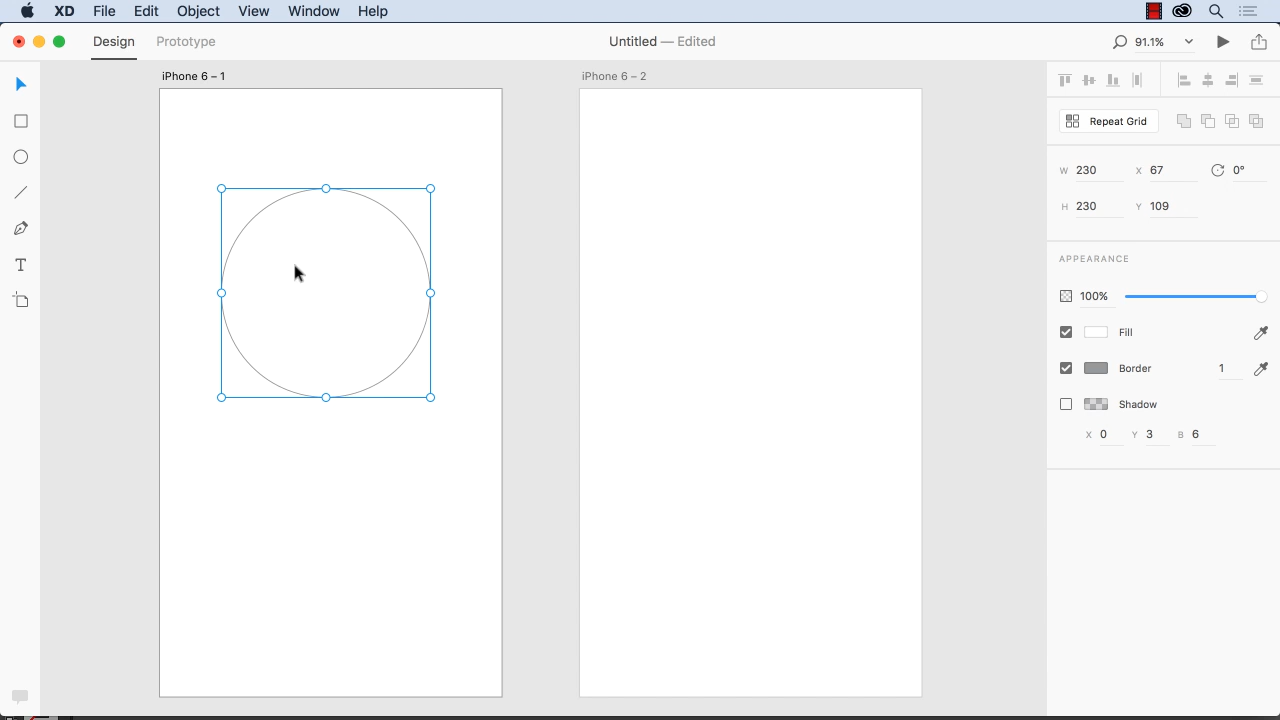 XD File Edit Object View Window Help
Design Prototype Untitled — Edited 91.1%
iPhone 6 – 1 iPhone 6 – 2
Repeat Grid
W 230 X 67 0°
H 230 Y 109
APPEARANCE
100%
Fill
Border 1
Shadow
X 0 Y 3 B 6
T